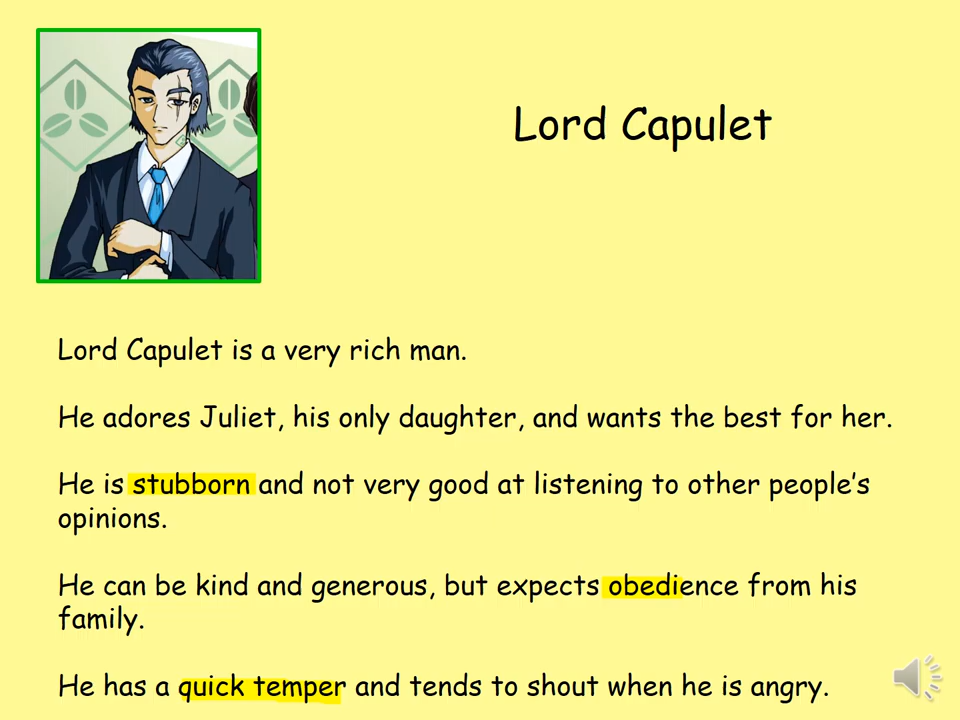 Lord Capulet
Lord Capulet is a very rich man.
He adores Juliet, his only daughter, and wants the best for her.
He is stubborn and not very good at listening to other people’s
opinions.
He can be kind and generous, but expects obedience from his
family.
He has a quick temper and tends to shout when he is angry.